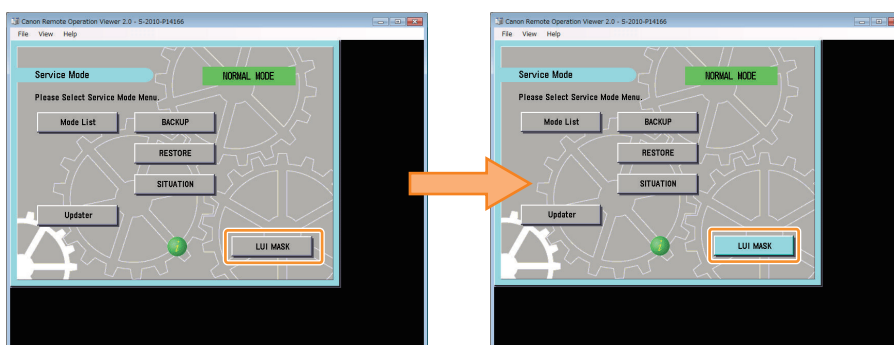 Canon Remote Operation Viewer 2.0 - S-2010-P14166
File View Help
Service Mode
NORMAL MODE
Please Select Service Mode Menu.
Mode List
BACKUP
RESTORE
SITUATION
Updater
i
LUI MASK
Canon Remote Operation Viewer 2.0 - S-2010-P14166
File View Help
Service Mode
NORMAL MODE
Please Select Service Mode Menu.
Mode List
BACKUP
RESTORE
SITUATION
Updater
i
LUI MASK